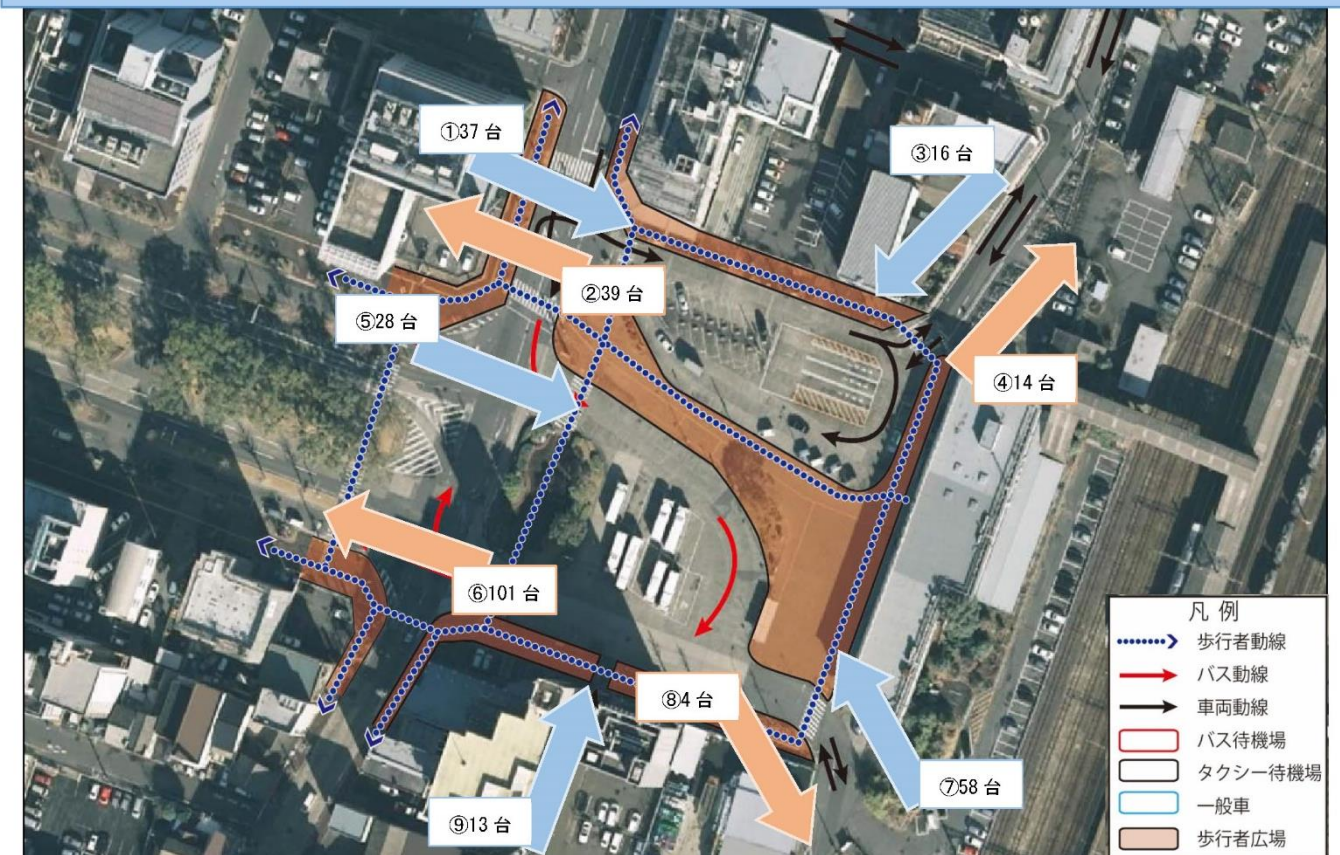 ①37 台
③16 台
②39 台
⑤28 台
④14 台
⑥101 台
⑧4 台
⑦58 台
⑨13 台
凡 例
歩行者動線
バス動線
車両動線
バス待機場
タクシー待機場
一般車
歩行者広場